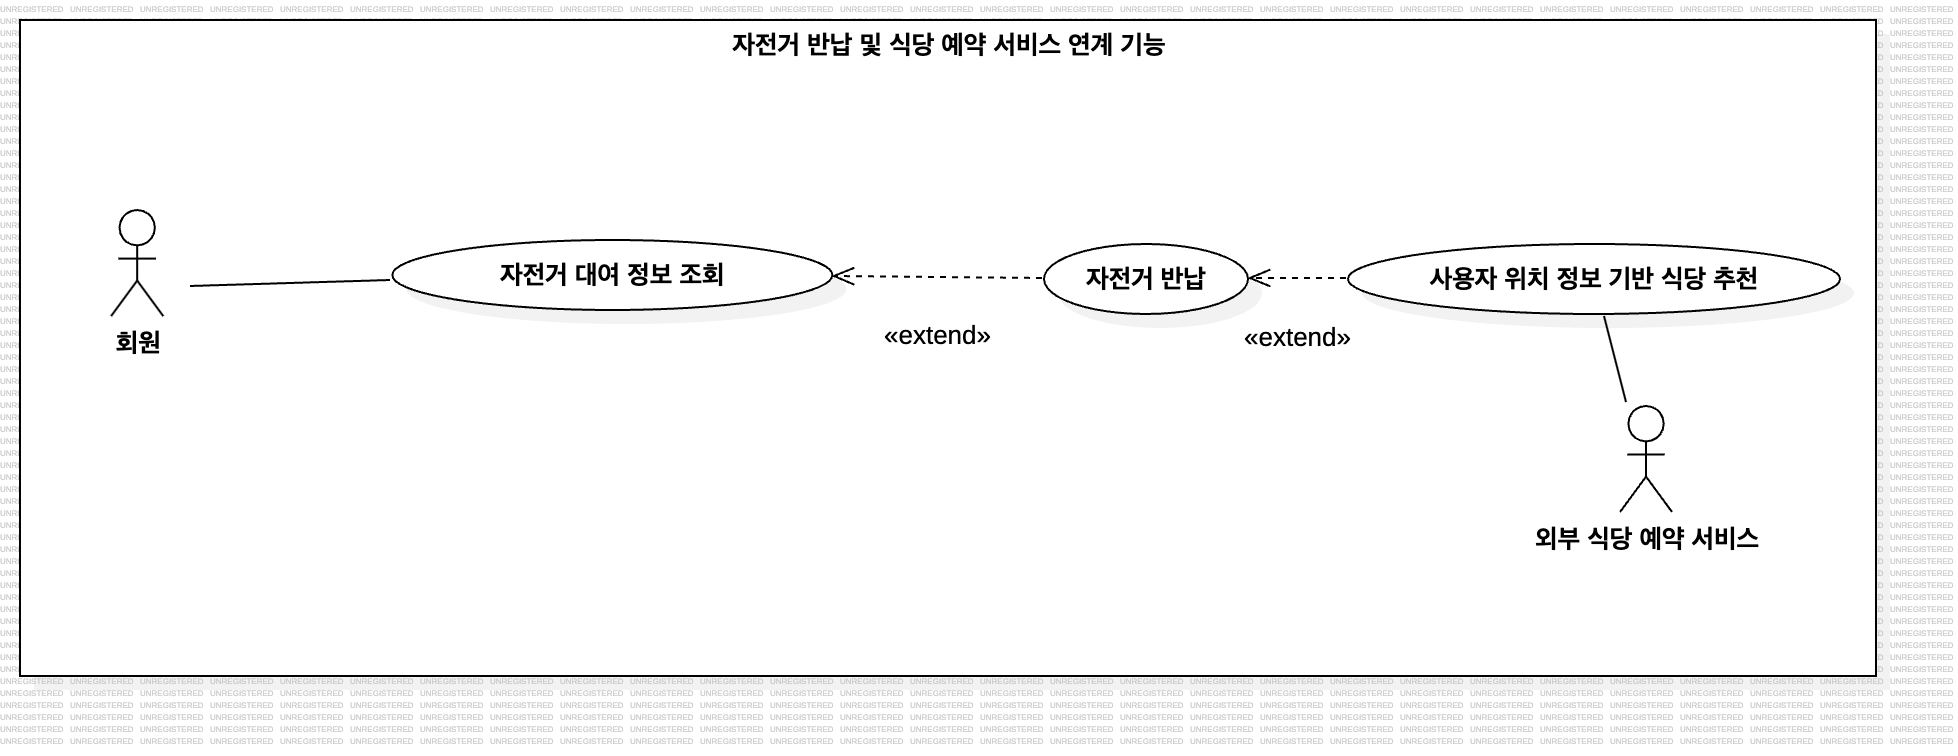 자전거 반납 및 식당 예약 서비스 연계 기능
자전거 대여 정보 조회
자전거 반납
사용자 위치 정보 기반 식당 추천
«extend»
«extend»
회원
외부 식당 예약 서비스
UNREGISTERED